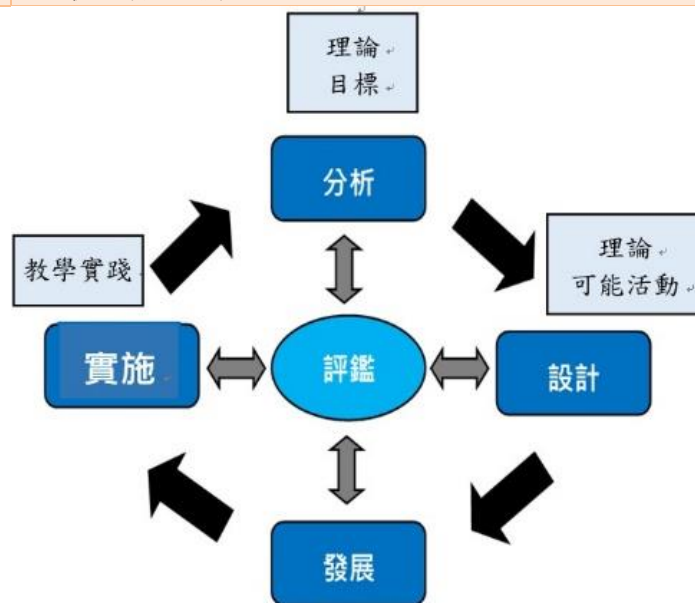 理論
目標
分析
理論
可能活動
教學實踐
實施
評鑑
設計
發展